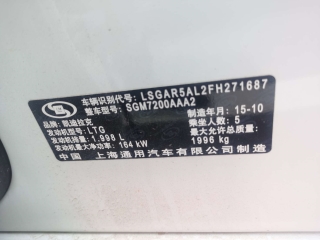 车辆识别代号: LSGAR5AL2FH271687
整车型号: SGM7200AAA2
品牌: 凯迪拉克 制造年月: 15-10
发动机型号: LTG 乘坐人数: 5
发动机排量: 1.998 L 最大允许总质量:
发动机最大净功率: 164 kW 1996 kg
中国 上海通用汽车有限公司 制造